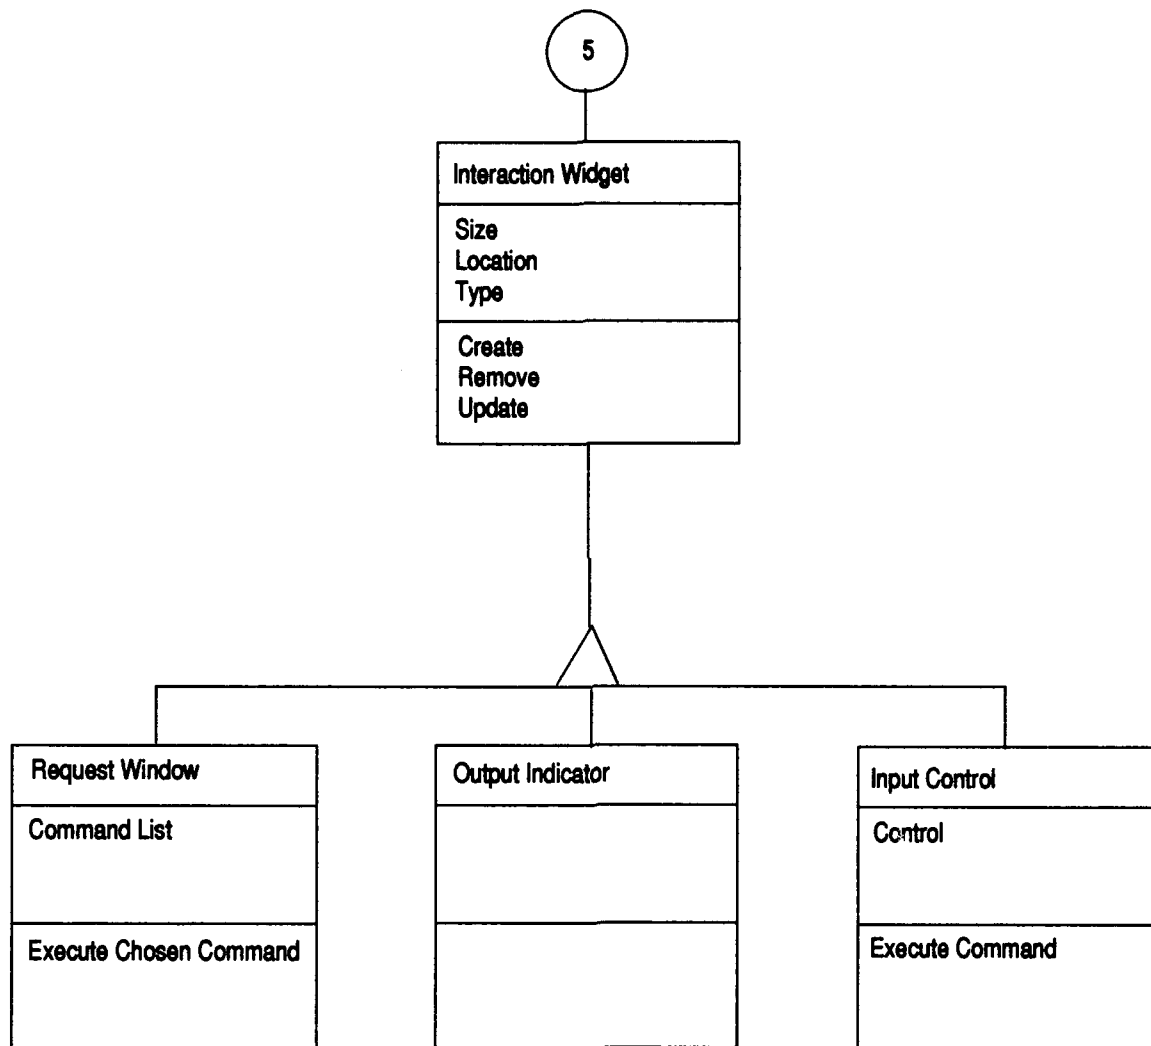 5
Interaction Widget
Size
Location
Type
Create
Remove
Update
Request Window
Command List
Execute Chosen Command
Output Indicator
Input Control
Control
Execute Command